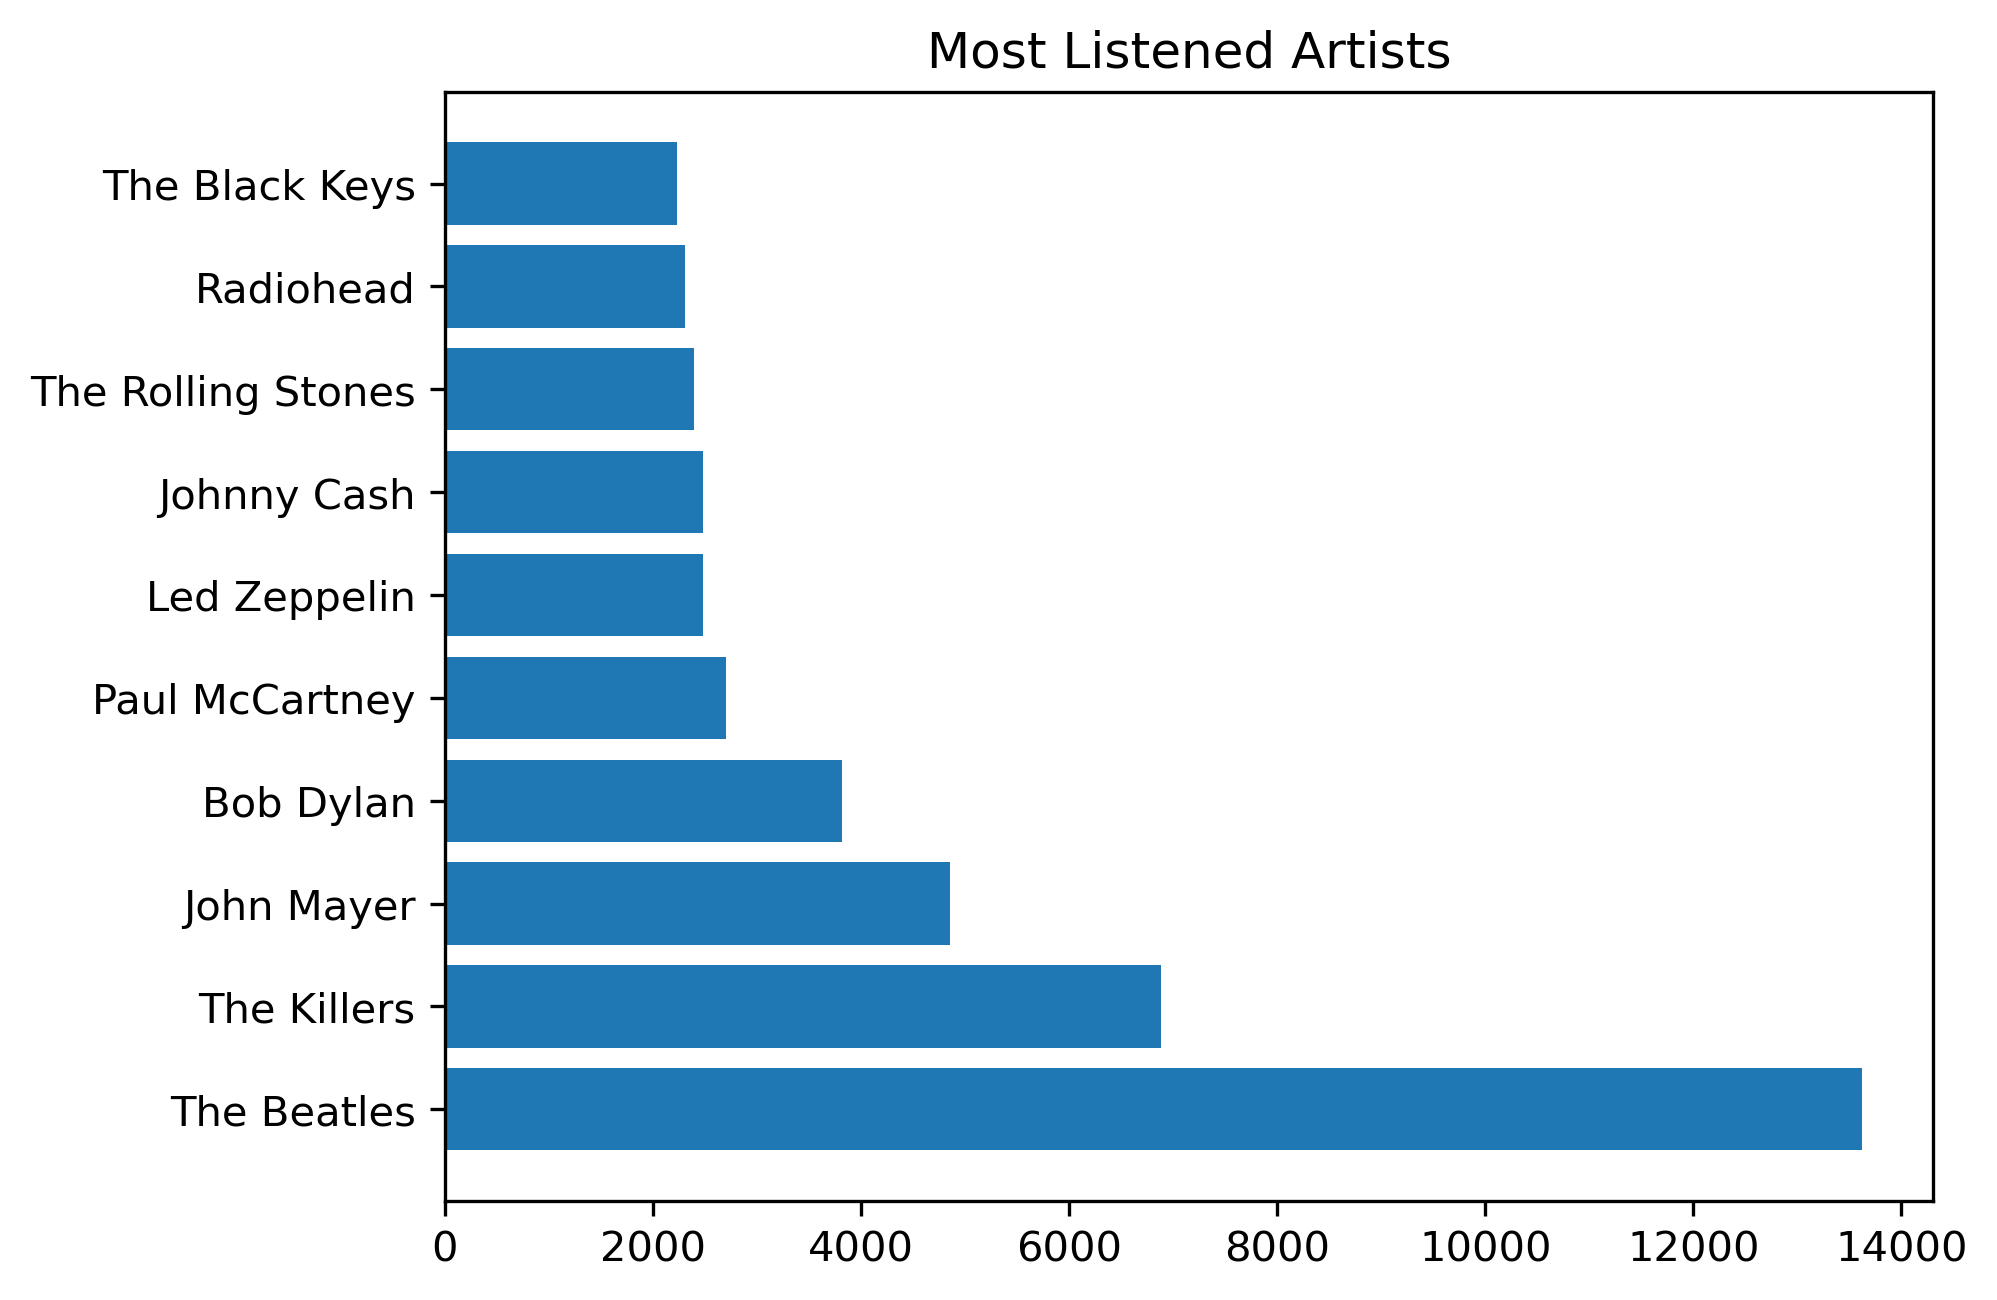 Most Listened Artists
The Black Keys
Radiohead
The Rolling Stones
Johnny Cash
Led Zeppelin
Paul McCartney
Bob Dylan
John Mayer
The Killers
The Beatles
0 2000 4000 6000 8000 10000 12000 14000